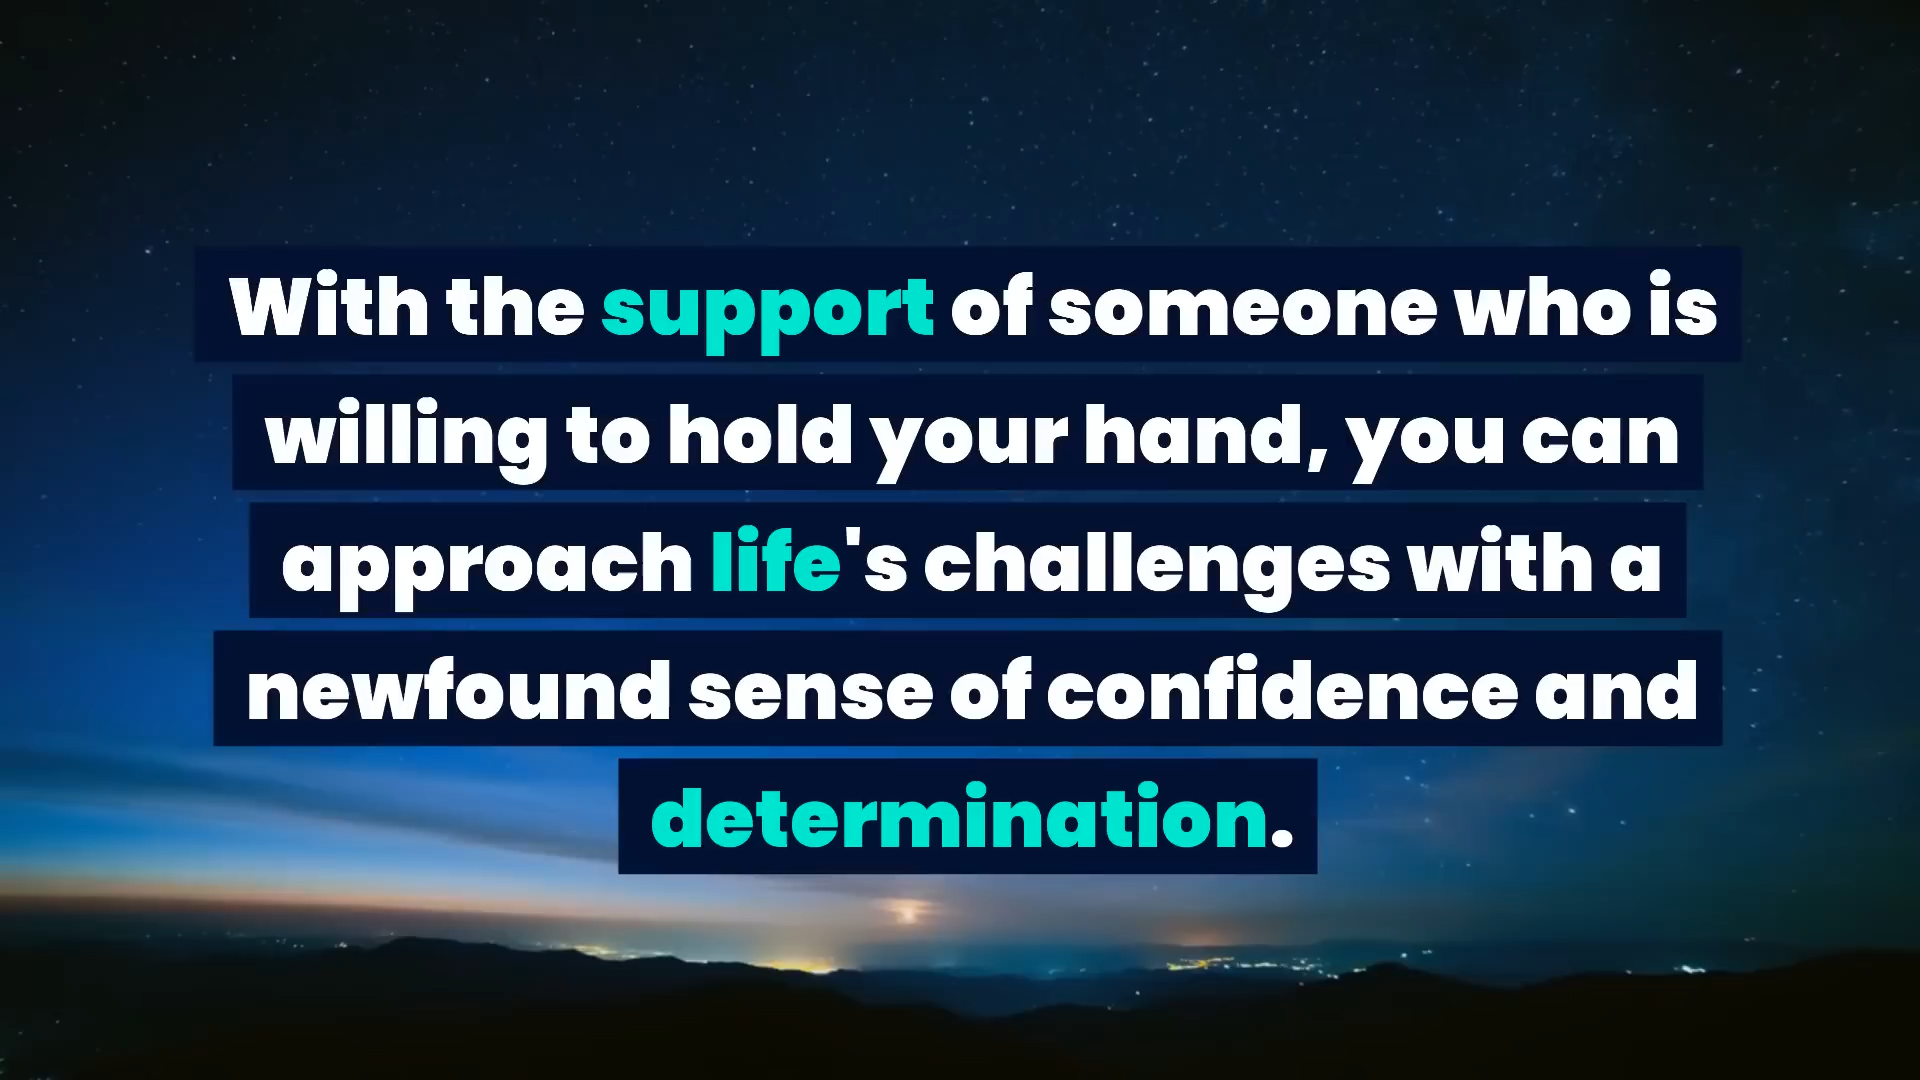 With the support of someone who is
willing to hold your hand, you can
approach life's challenges with a
newfound sense of confidence and
determination.